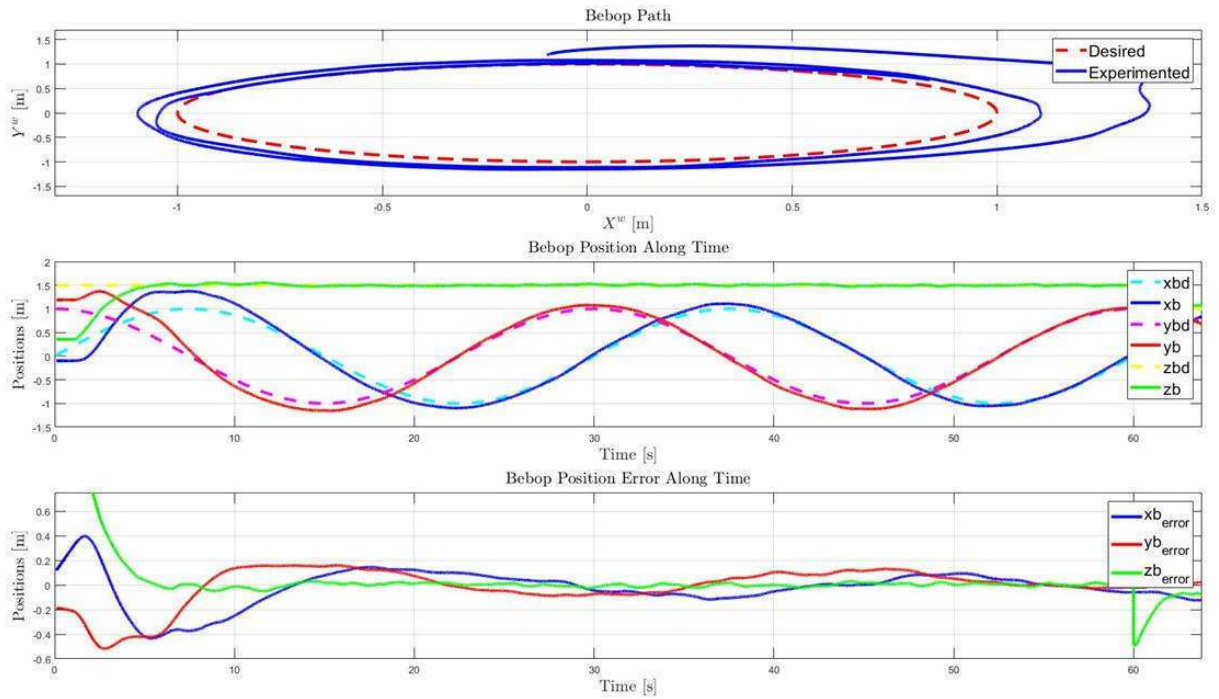 Bebop Path
1.5
1
0.5
0
-0.5
-1
-1.5
Y^w [m]
Desired
Experimented
-1
-0.5
0
0.5
1
1.5
X^w [m]
Bebop Position Along Time
2
1.5
1
0.5
0
-0.5
-1
-1.5
Positions [m]
xbd
xb
ybd
yb
zbd
zb
0
10
20
30
40
50
60
Time [s]
Bebop Position Error Along Time
0.6
0.4
0.2
0
-0.2
-0.4
-0.6
Positions [m]
xb_error
yb_error
zb_error
0
10
20
30
40
50
60
Time [s]